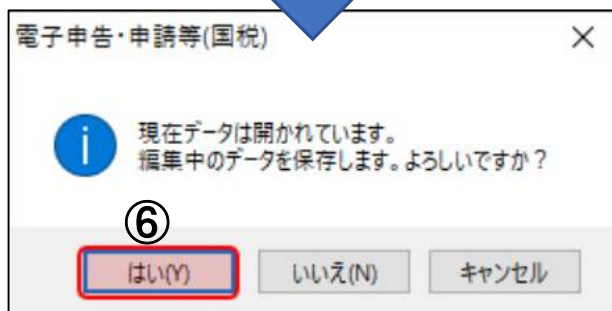 電子申告・申請等(国税)
現在データは開かれています。
編集中のデータを保存します。よろしいですか？
⑥
はい(Y) いいえ(N) キャンセル